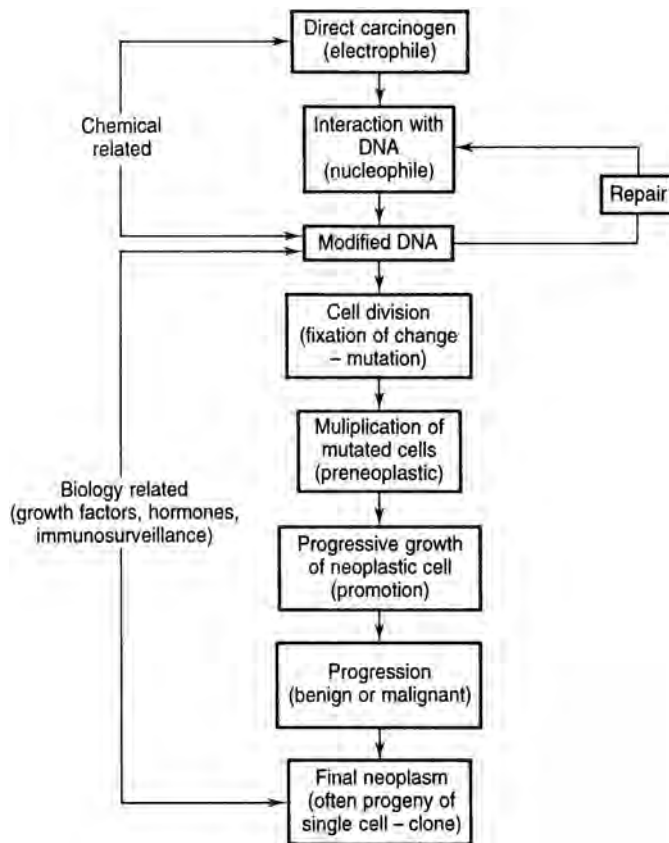 Direct carcinogen
(electrophile)
Chemical
related
Interaction with
DNA
(nucleophile)
Repair
Modified DNA
Cell division
(fixation of change
– mutation)
Muliplication of
mutated cells
(preneoplastic)
Biology related
(growth factors, hormones,
immunosurveillance)
Progressive growth
of neoplastic cell
(promotion)
Progression
(benign or malignant)
Final neoplasm
(often progeny of
single cell – clone)